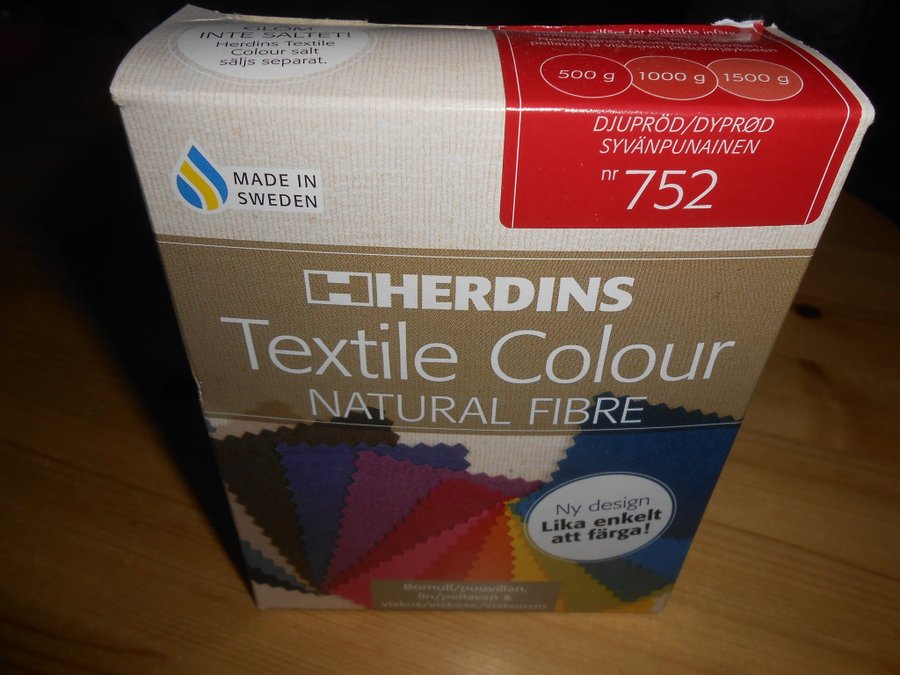 GLÖM
INTE SALTET!
Herdins Textile
Colour salt
säljs separat.
för tvättäkta
500 g 1000 g 1500 g
DJUPRÖD/DYPRØD
SYVÄNPUNAINEN
nr 752
MADE IN
SWEDEN
HERDINS
Textile Colour
NATURAL FIBRE
Ny design
Lika enkelt
att färga!
Bomull/puuvillan,
lin/pellavan &
viskos/viskose/viskoosin